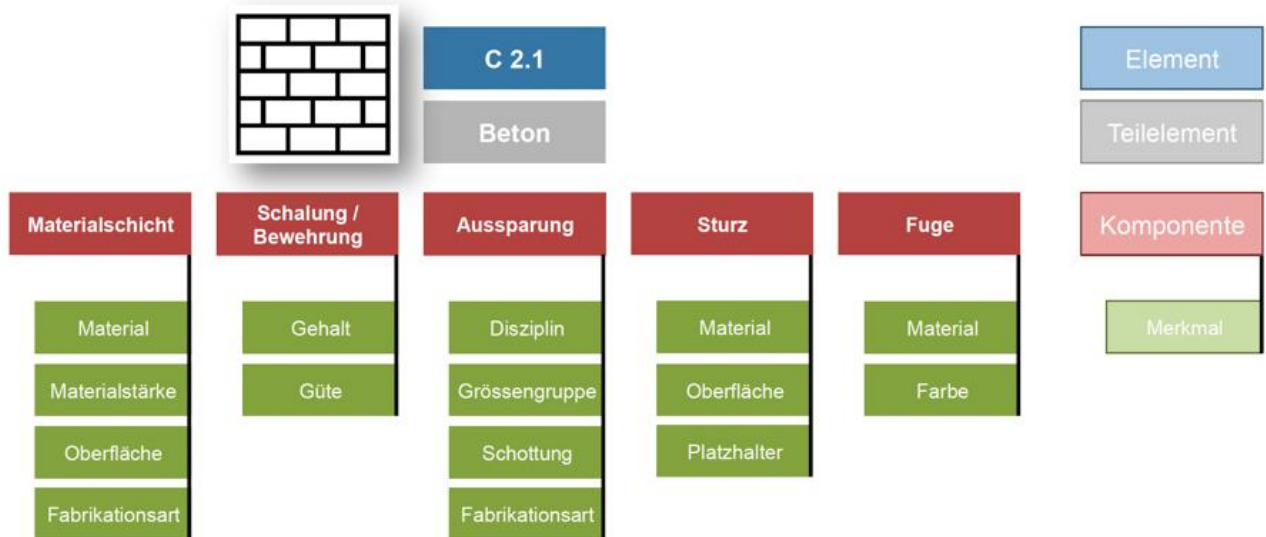 C 2.1
Element
Beton
Teilelement
Materialschicht
Schalung /
Bewehrung
Aussparung
Sturz
Fuge
Komponente
Material
Gehalt
Disziplin
Material
Material
Merkmal
Materialstärke
Güte
Grössengruppe
Oberfläche
Farbe
Oberfläche
Schottung
Platzhalter
Fabrikationsart
Fabrikationsart